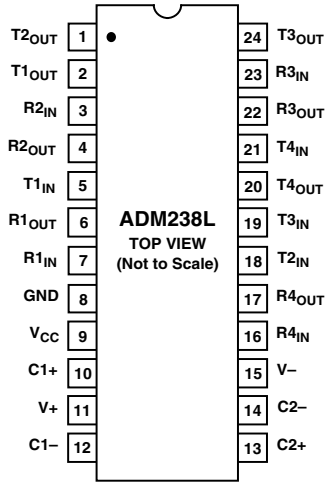 T2OUT 1 24 T3OUT
T1OUT 2 23 R3IN
R2IN 3 22 R3OUT
R2OUT 4 21 T4IN
T1IN 5 20 T4OUT
R1OUT 6 ADM238L 19 T3IN
TOP VIEW
R1IN 7 (Not to Scale) 18 T2IN
GND 8 17 R4OUT
VCC 9 16 R4IN
C1+ 10 15 V–
V+ 11 14 C2–
C1– 12 13 C2+